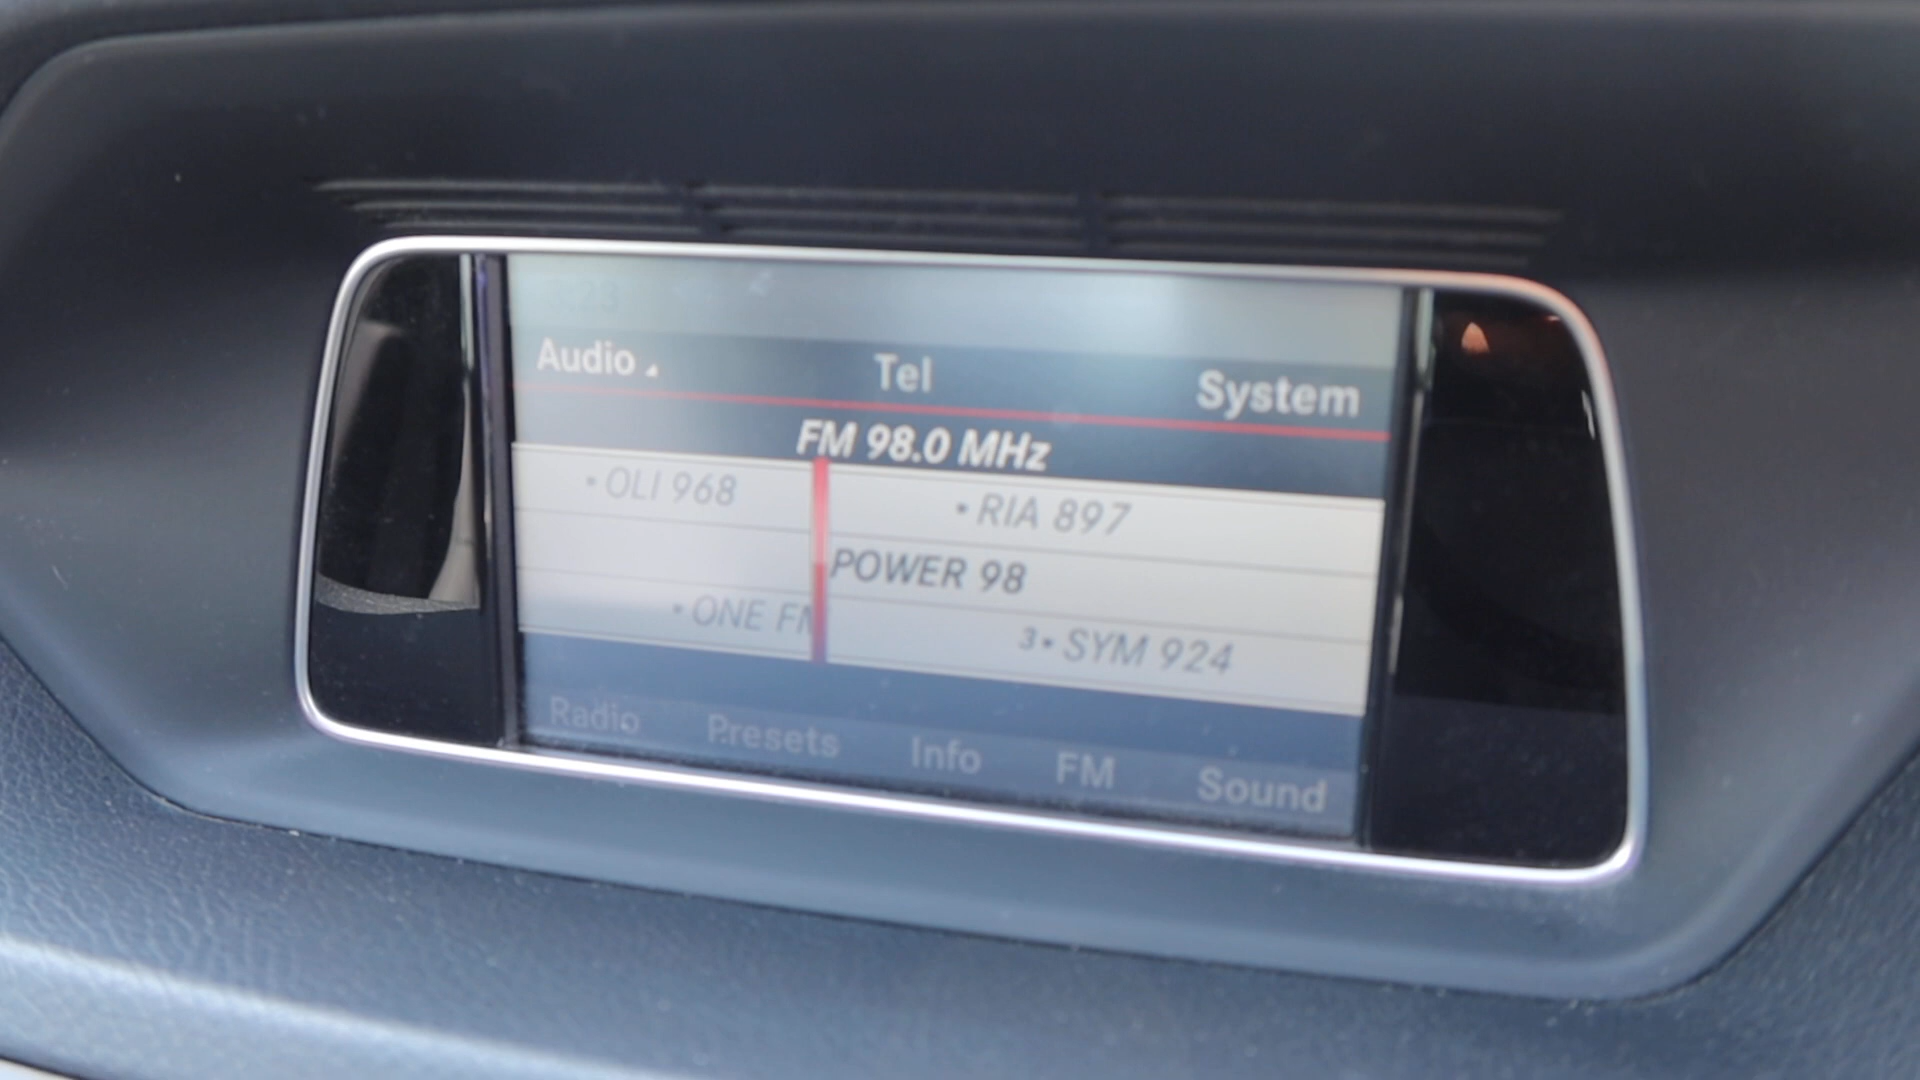 Audio Tel System
FM 98.0 MHz
• OLI 968 • RIA 897
POWER 98
• ONE FM 3• SYM 924
Radio Presets Info FM Sound